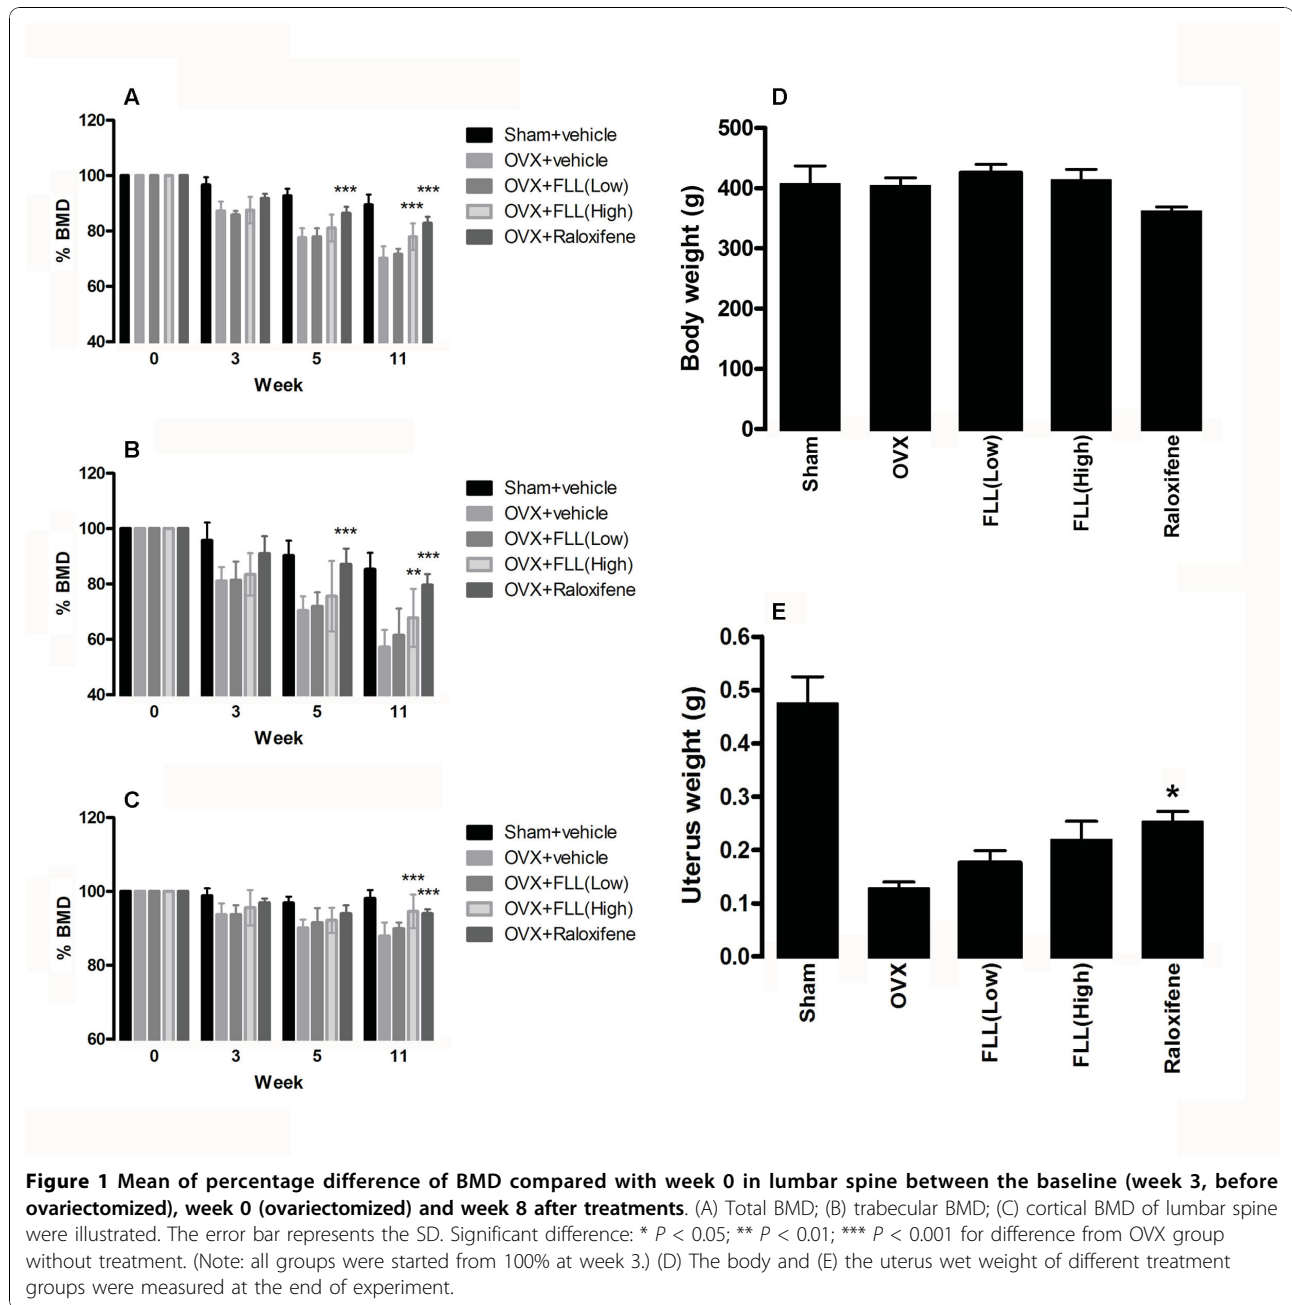 A
120
100
80
60
40
% BMD
0
3
5
11
Week
***
***
***
Sham+vehicle
OVX+vehicle
OVX+FLL(Low)
OVX+FLL(High)
OVX+Raloxifene
B
120
100
80
60
40
% BMD
0
3
5
11
Week
***
**
***
Sham+vehicle
OVX+vehicle
OVX+FLL(Low)
OVX+FLL(High)
OVX+Raloxifene
C
120
100
80
60
% BMD
0
3
5
11
Week
***
***
Sham+vehicle
OVX+vehicle
OVX+FLL(Low)
OVX+FLL(High)
OVX+Raloxifene
D
500
400
300
200
100
0
Body weight (g)
Sham
OVX
FLL(Low)
FLL(High)
Raloxifene
E
0.6
0.5
0.4
0.3
0.2
0.1
0.0
Uterus weight (g)
*
Sham
OVX
FLL(Low)
FLL(High)
Raloxifene
Figure 1 Mean of percentage difference of BMD compared with week 0 in lumbar spine between the baseline (week 3, before
ovariectomized), week 0 (ovariectomized) and week 8 after treatments. (A) Total BMD; (B) trabecular BMD; (C) cortical BMD of lumbar spine
were illustrated. The error bar represents the SD. Significant difference: * P < 0.05; ** P < 0.01; *** P < 0.001 for difference from OVX group
without treatment. (Note: all groups were started from 100% at week 3.) (D) The body and (E) the uterus wet weight of different treatment
groups were measured at the end of experiment.